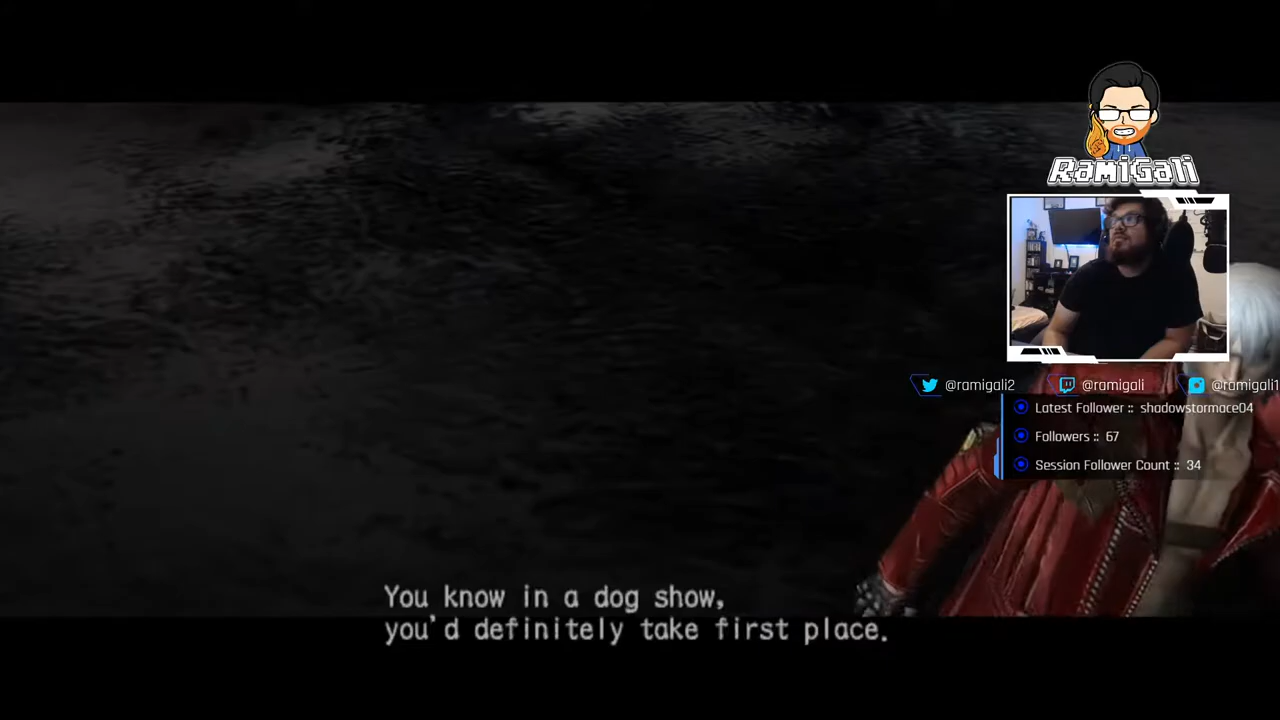 RamiGali
@ramigali2
@ramigali
@ramigali1
Latest Follower :: shadowstormace04
Followers :: 67
Session Follower Count :: 34
You know in a dog show,
you'd definitely take first place.